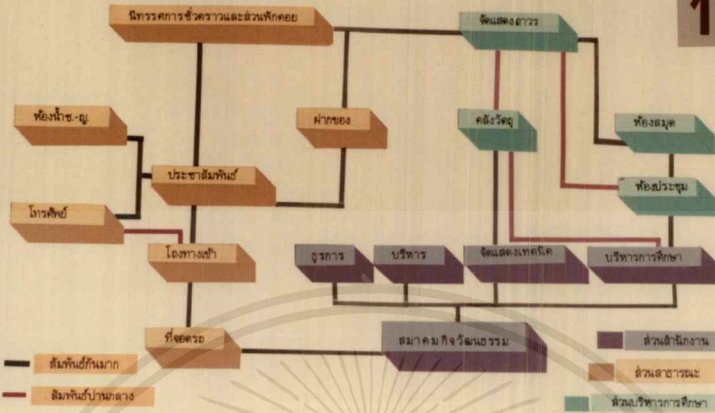 1
นิทรรศการชั่วคราวและส่วนพักคอย
จัดแสดงถาวร
ห้องน้ำช.-ญ.
ฝากของ
คลังวัตถุ
ห้องสมุด
ประชาสัมพันธ์
ห้องประชุม
โทรศัพย์
โถงทางเข้า
ธุรการ
บริหาร
จัดแสดงเทคนิค
บริหารการศึกษา
ที่จอดรถ
สมาคมกิจวัฒนธรรม
ส่วนสำนักงาน
สัมพันธ์กันมาก
ส่วนสาธารณะ
สัมพันธ์ปานกลาง
ส่วนบริหารการศึกษา